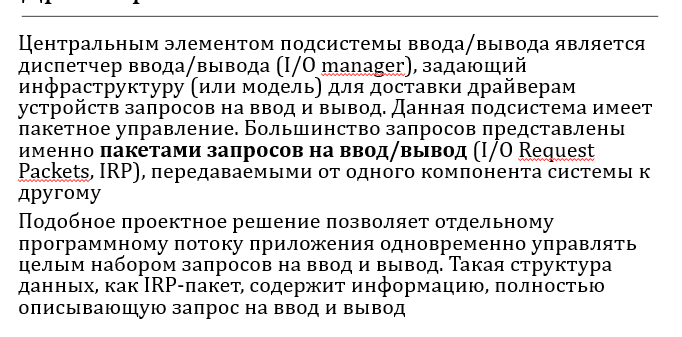 Центральным элементом подсистемы ввода/вывода является
диспетчер ввода/вывода (I/O manager), задающий
инфраструктуру (или модель) для доставки драйверам
устройств запросов на ввод и вывод. Данная подсистема имеет
пакетное управление. Большинство запросов представлены
именно пакетами запросов на ввод/вывод (I/O Request
Packets, IRP), передаваемыми от одного компонента системы к
другому
Подобное проектное решение позволяет отдельному
программному потоку приложения одновременно управлять
целым набором запросов на ввод и вывод. Такая структура
данных, как IRP-пакет, содержит информацию, полностью
описывающую запрос на ввод и вывод